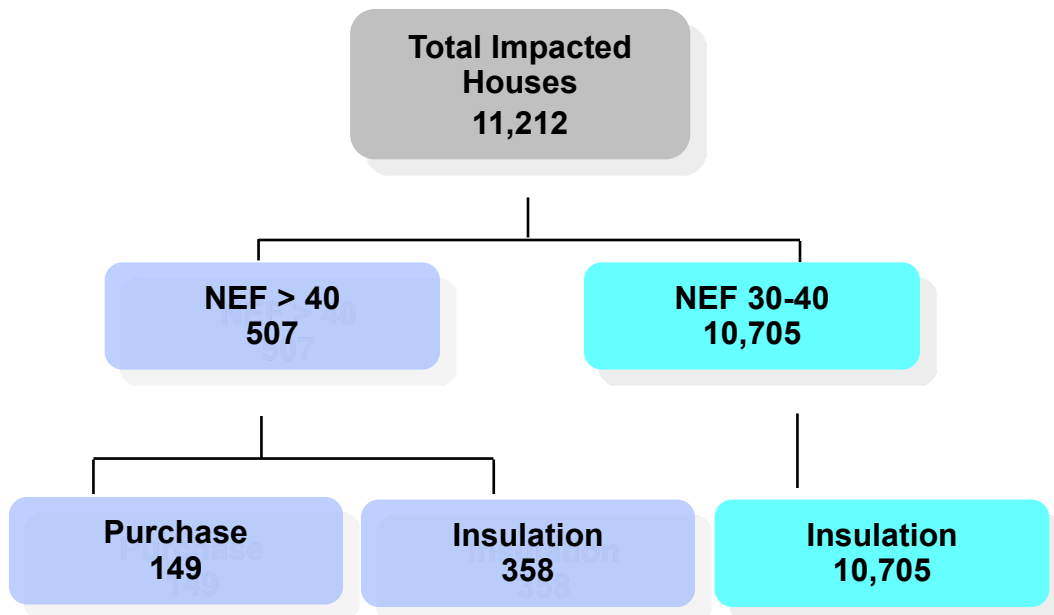 Total Impacted
Houses
11,212
NEF > 40
507
NEF 30-40
10,705
Purchase
149
Insulation
358
Insulation
10,705